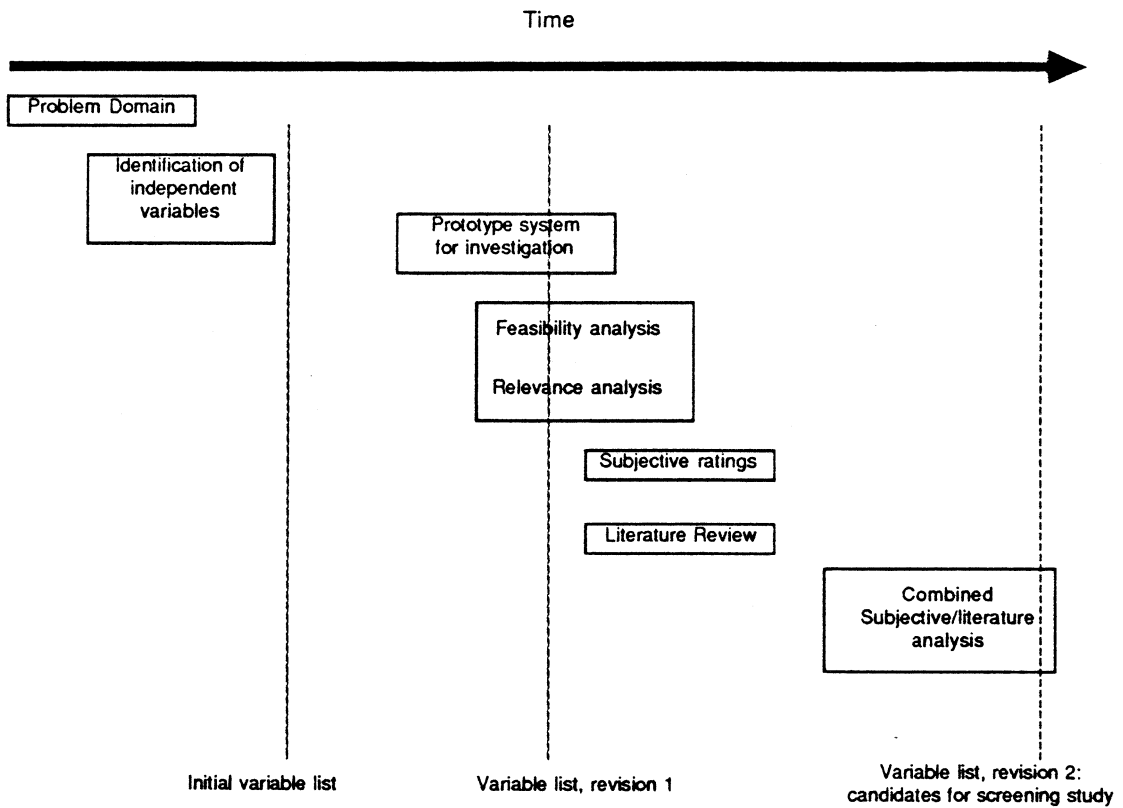 Time
Problem Domain
Identification of
independent
variables
Prototype system
for investigation
Feasibility analysis
Relevance analysis
Subjective ratings
Literature Review
Combined
Subjective/literature
analysis
Initial variable list
Variable list, revision 1
Variable list, revision 2:
candidates for screening study